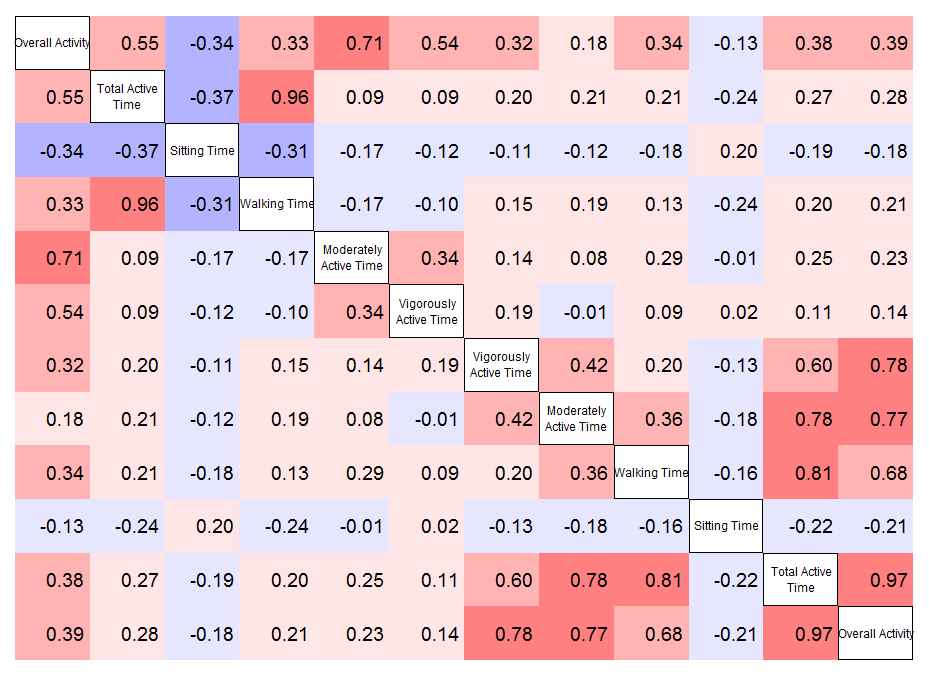 Overall Activity 0.55 -0.34 0.33 0.71 0.54 0.32 0.18 0.34 -0.13 0.38 0.39
0.55 Total Active Time -0.37 0.96 0.09 0.09 0.20 0.21 0.21 -0.24 0.27 0.28
-0.34 -0.37 Sitting Time -0.31 -0.17 -0.12 -0.11 -0.12 -0.18 0.20 -0.19 -0.18
0.33 0.96 -0.31 Walking Time -0.17 -0.10 0.15 0.19 0.13 -0.24 0.20 0.21
0.71 0.09 -0.17 -0.17 Moderately Active Time 0.34 0.14 0.08 0.29 -0.01 0.25 0.23
0.54 0.09 -0.12 -0.10 0.34 Vigorously Active Time 0.19 -0.01 0.09 0.02 0.11 0.14
0.32 0.20 -0.11 0.15 0.14 0.19 Vigorously Active Time 0.42 0.20 -0.13 0.60 0.78
0.18 0.21 -0.12 0.19 0.08 -0.01 0.42 Moderately Active Time 0.36 -0.18 0.78 0.77
0.34 0.21 -0.18 0.13 0.29 0.09 0.20 0.36 Walking Time -0.16 0.81 0.68
-0.13 -0.24 0.20 -0.24 -0.01 0.02 -0.13 -0.18 -0.16 Sitting Time -0.22 -0.21
0.38 0.27 -0.19 0.20 0.25 0.11 0.60 0.78 0.81 -0.22 Total Active Time 0.97
0.39 0.28 -0.18 0.21 0.23 0.14 0.78 0.77 0.68 -0.21 0.97 Overall Activity